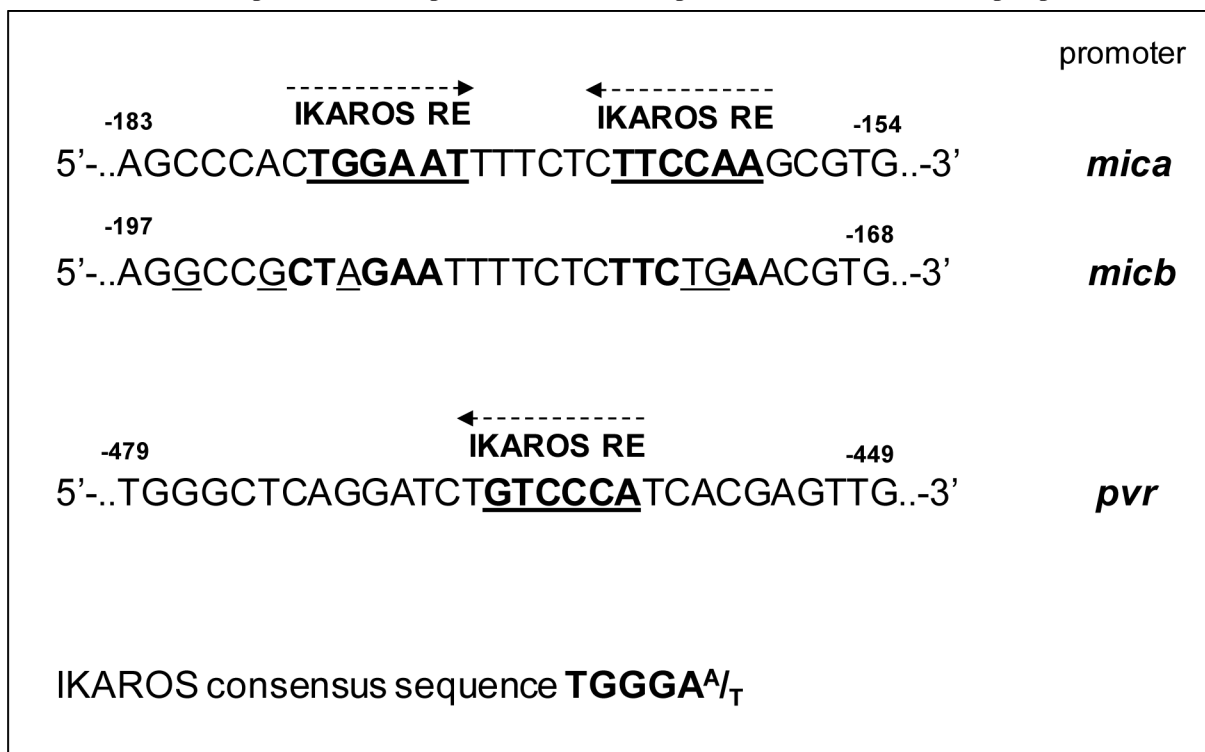 promoter
IKAROS RE IKAROS RE
-183 -154
5’-..AGCCCACTGGAATTTTCTCTTCCAAGCGTG..-3’ mica
-197 -168
5’-..AGGCCGCTAGAATTTTCTCTTCTGAACGTG..-3’ micb
IKAROS RE
-479 -449
5’-..TGGGCTCAGGATCTGTCCCATCACGAGTTG..-3’ pvr
IKAROS consensus sequence TGGGAA/T